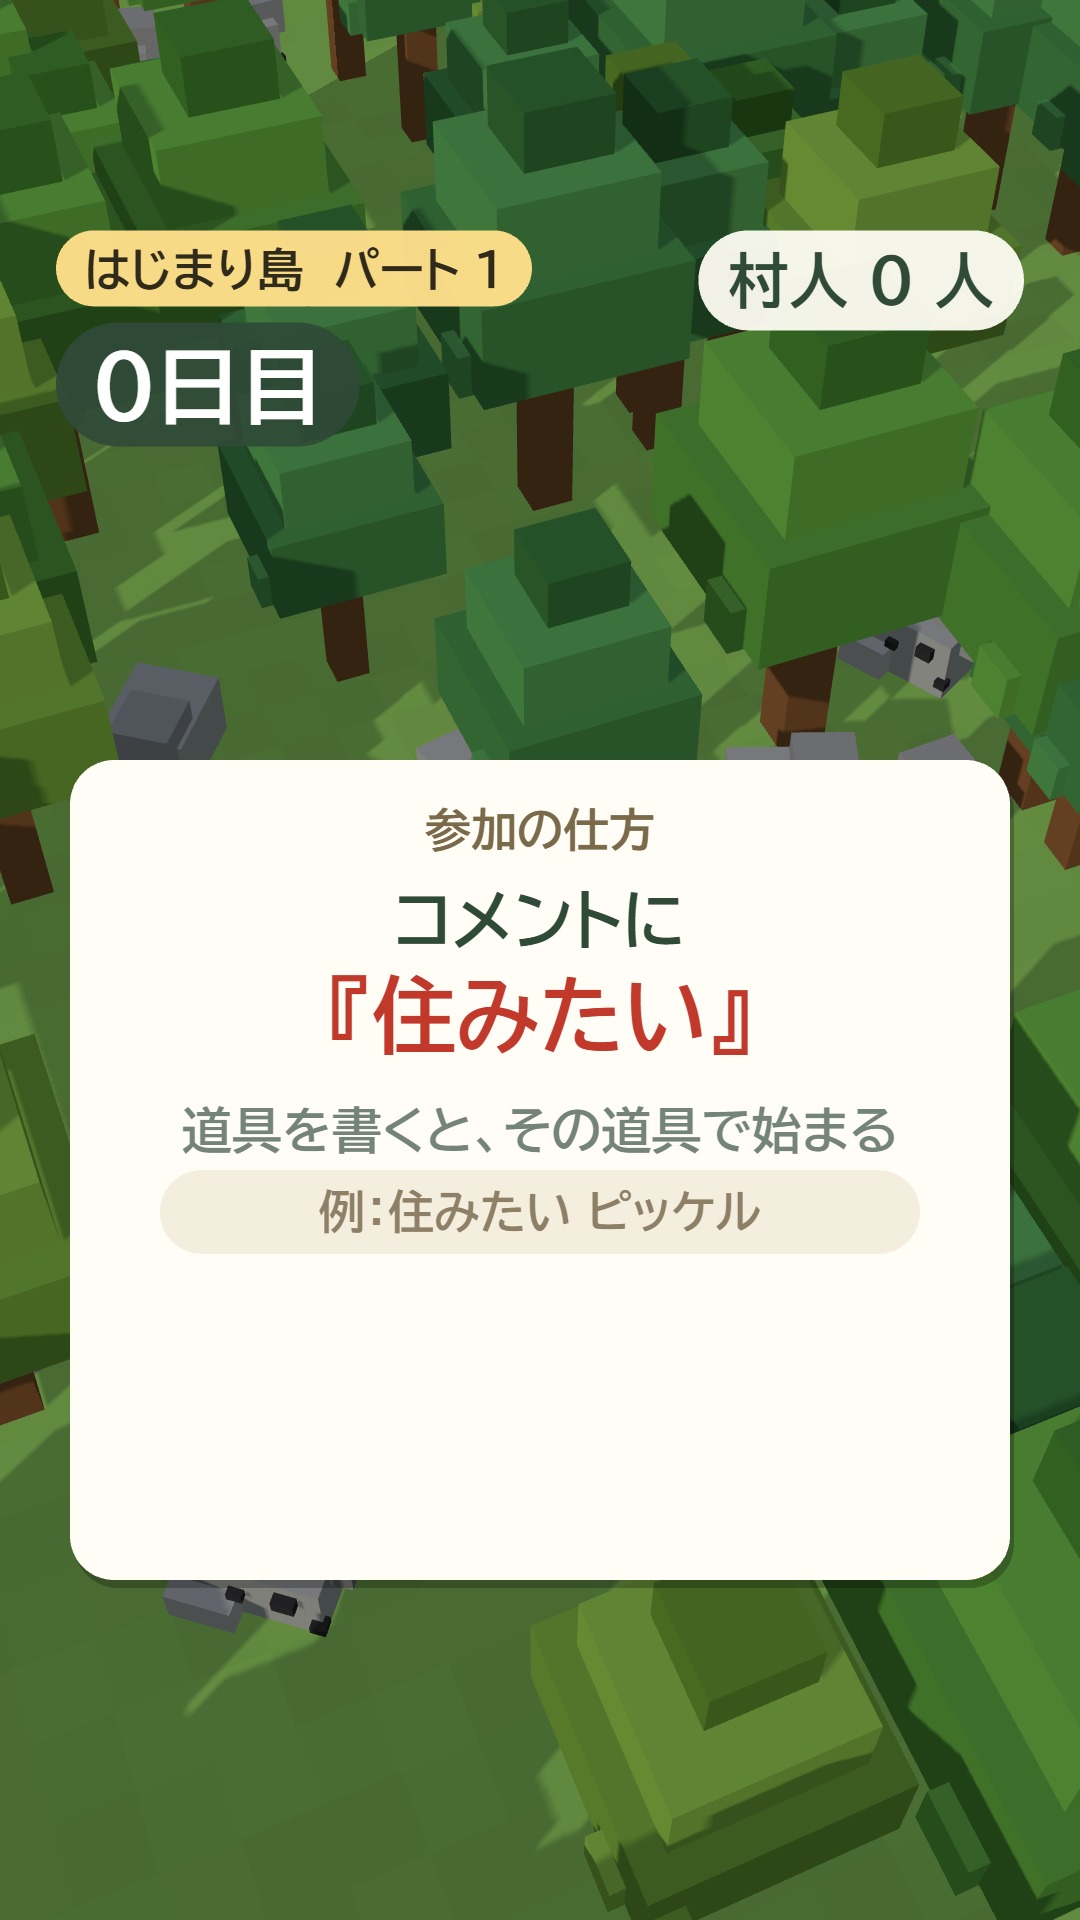 はじまり島 パート 1
村人 0 人
0日目
参加の仕方
コメントに
『住みたい』
道具を書くと、その道具で始まる
例：住みたい ピッケル